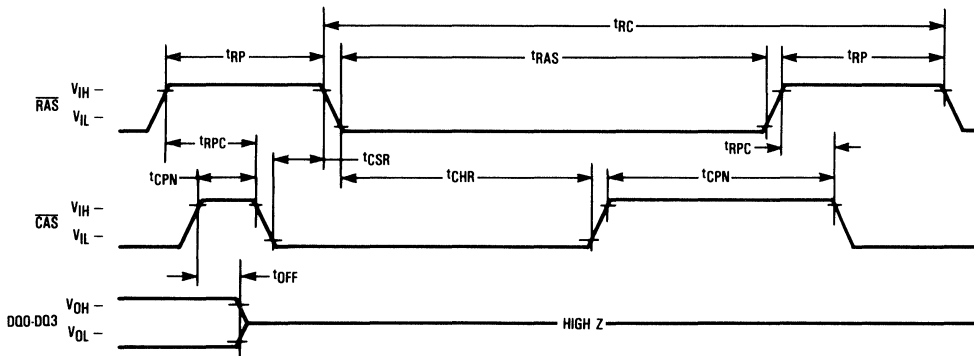 tRC
tRP
tRAS
tRP
RAS
VIH
VIL
tRPC
tCSR
tRPC
tCPN
tCHR
tCPN
CAS
VIH
VIL
tOFF
DQ0-DQ3
VOH
VOL
HIGH Z